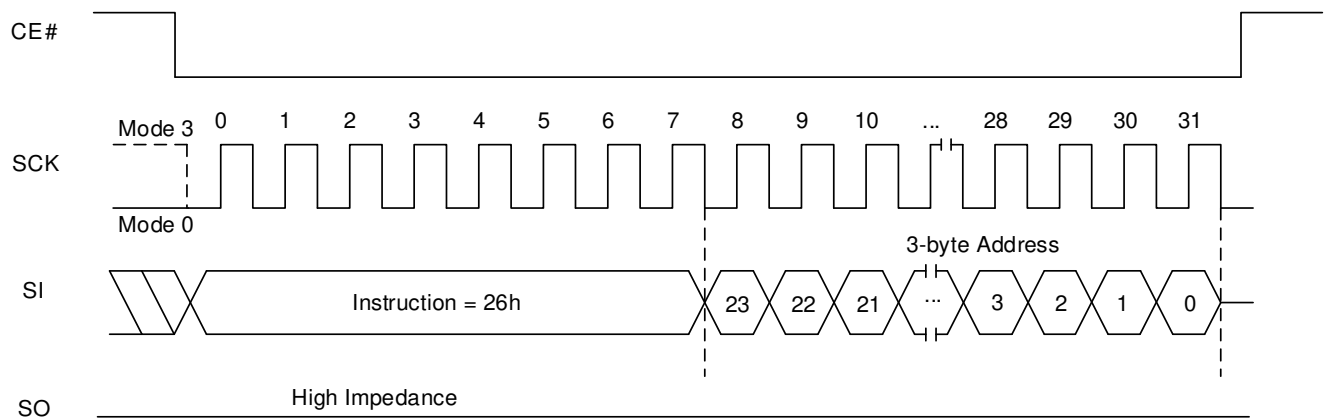 CE#
Mode 3 0 1 2 3 4 5 6 7 8 9 10 ... 28 29 30 31
SCK
Mode 0
3-byte Address
SI Instruction = 26h 23 22 21 ... 3 2 1 0
High Impedance
SO